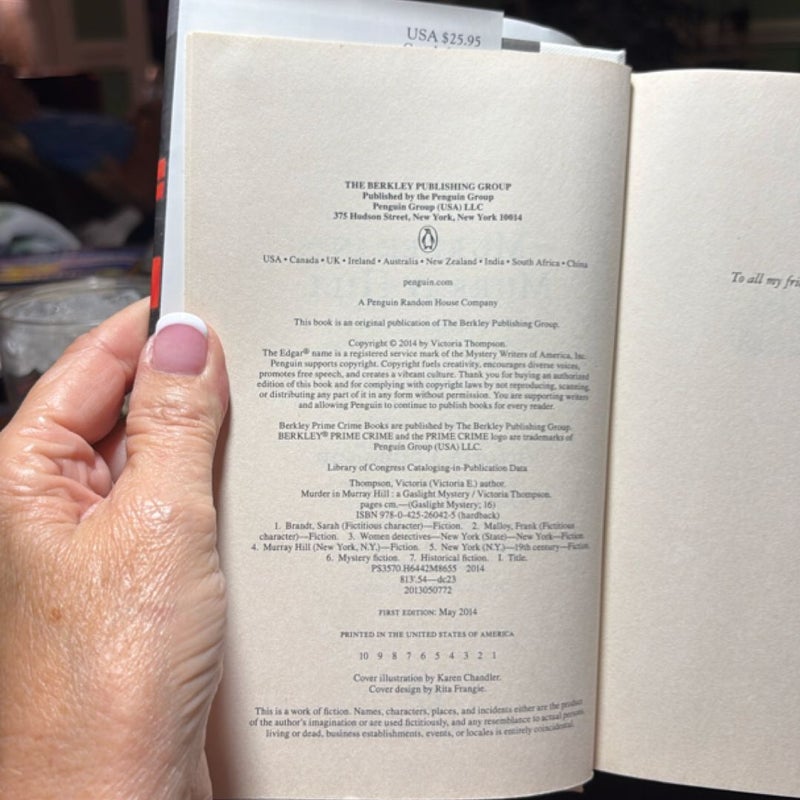 USA $25.95
THE BERKLEY PUBLISHING GROUP
Published by the Penguin Group
Penguin Group (USA) LLC
375 Hudson Street, New York, New York 10014
USA • Canada • UK • Ireland • Australia • New Zealand • India • South Africa • China
penguin.com
A Penguin Random House Company
This book is an original publication of The Berkley Publishing Group.
Copyright © 2014 by Victoria Thompson.
The Edgar® name is a registered service mark of the Mystery Writers of America, Inc.
Penguin supports copyright. Copyright fuels creativity, encourages diverse voices,
promotes free speech, and creates a vibrant culture. Thank you for buying an authorized
edition of this book and for complying with copyright laws by not reproducing, scanning,
or distributing any part of it in any form without permission. You are supporting writers
and allowing Penguin to continue to publish books for every reader.
Berkley Prime Crime Books are published by The Berkley Publishing Group.
BERKLEY® PRIME CRIME and the PRIME CRIME logo are trademarks of
Penguin Group (USA) LLC.
Library of Congress Cataloging-in-Publication Data
Thompson, Victoria (Victoria E.) author.
Murder in Murray Hill : a Gaslight Mystery / Victoria Thompson.
pages cm.—(Gaslight Mystery; 16)
ISBN 978-0-425-26042-5 (hardback)
1. Brandt, Sarah (Fictitious character)—Fiction. 2. Malloy, Frank (Fictitious
character)—Fiction. 3. Women detectives—New York (State)—New York—Fiction.
4. Murray Hill (New York, N.Y.)—Fiction. 5. New York (N.Y.)—19th century—Fiction.
6. Mystery fiction. 7. Historical fiction. I. Title.
PS3570.H6442M8655 2014
813'.54—dc23
2013050772
FIRST EDITION: May 2014
PRINTED IN THE UNITED STATES OF AMERICA
10 9 8 7 6 5 4 3 2 1
Cover illustration by Karen Chandler.
Cover design by Rita Frangie.
This is a work of fiction. Names, characters, places, and incidents either are the product
of the author's imagination or are used fictitiously, and any resemblance to actual persons,
living or dead, business establishments, events, or locales is entirely coincidental.
To all my